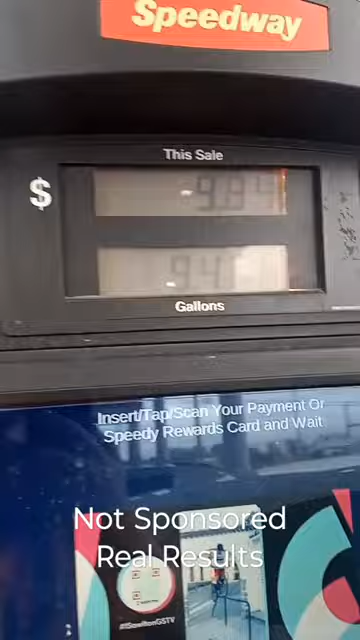 Speedway
This Sale
$
Gallons
Insert/Tap/Scan Your Payment Or
Speedy Rewards Card and Wait
Not Sponsored
Real Results